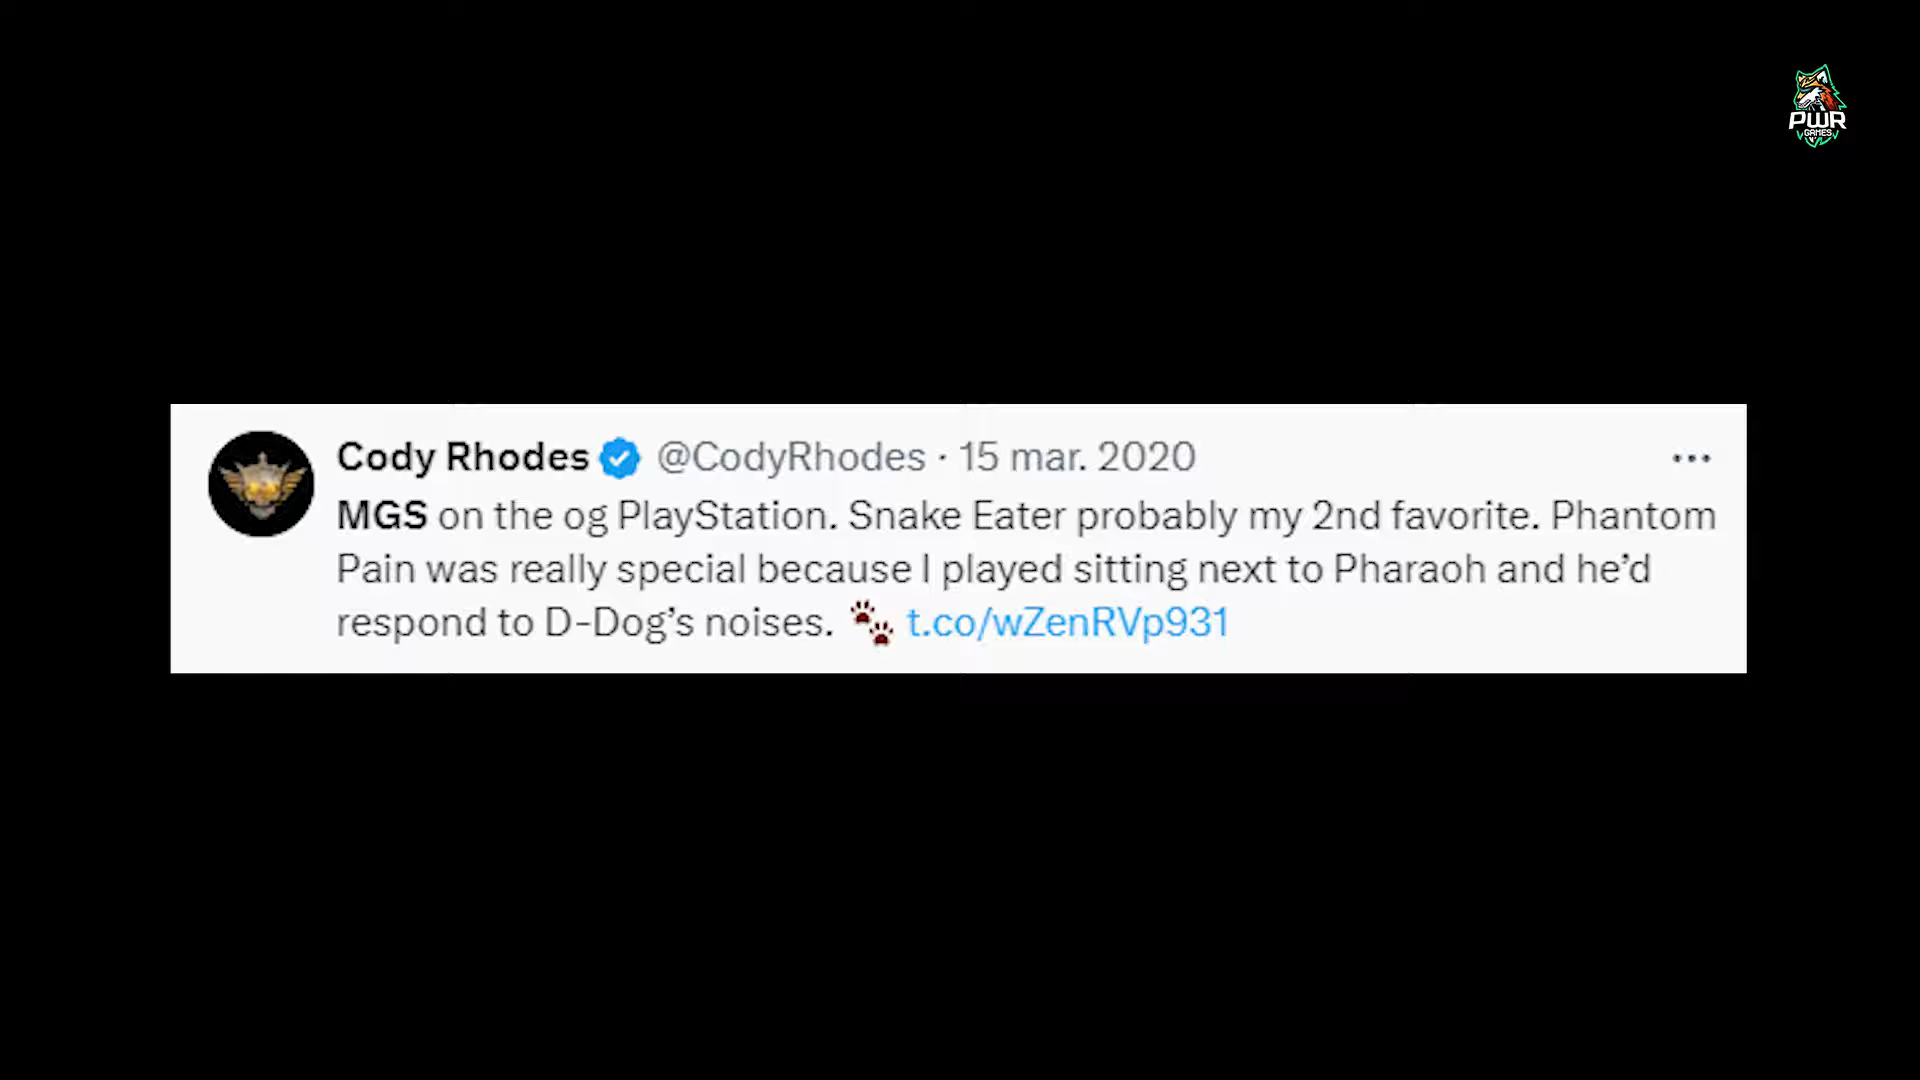 PWR
GAMES
Cody Rhodes @CodyRhodes · 15 mar. 2020
MGS on the og PlayStation. Snake Eater probably my 2nd favorite. Phantom
Pain was really special because I played sitting next to Pharaoh and he’d
respond to D-Dog’s noises. 🐾 t.co/wZenRVp931